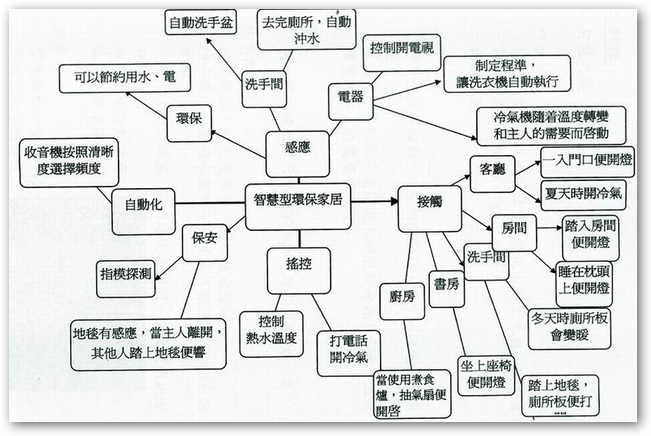 自動洗手盆
去完廁所，自動
沖水
控制開電視
制定程準，
讓洗衣機自動執行
可以節約用水、電
洗手間
電器
環保
冷氣機隨着溫度轉變
和主人的需要而啓動
感應
收音機按照清晰
度選擇頻度
客廳
一入門口便開燈
夏天時開冷氣
自動化
智慧型環保家居
接觸
保安
房間
踏入房間
便開燈
洗手間
指模探測
搖控
睡在枕頭
上便開燈
廚房
書房
地毯有感應，當主人離開，
其他人踏上地毯便響
控制
熱水溫度
冬天時廁所板
會變暖
打電話
開冷氣
坐上座椅
便開燈
當使用煮食
爐，抽氣扇便
開啓
踏上地毯，
廁所板便打